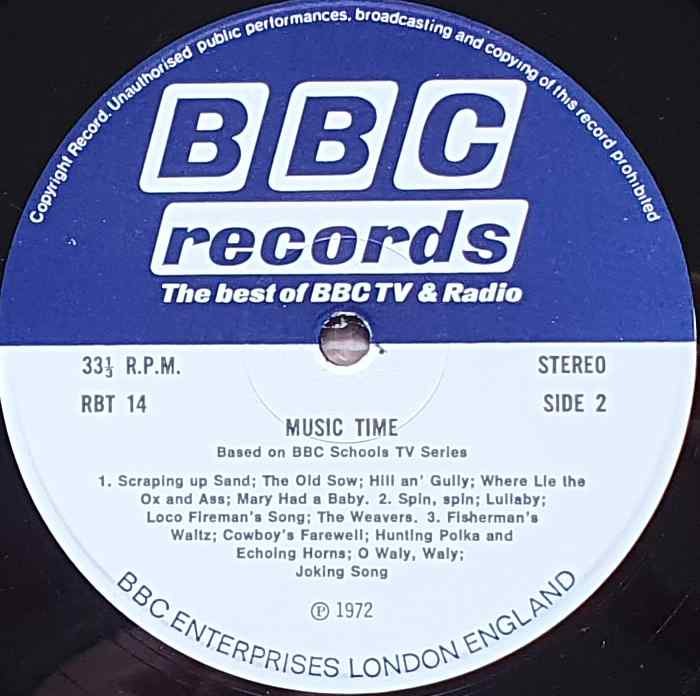 Copyright Record. Unauthorised public performances, broadcasting and copying of this record prohibited
BBC
records
The best of BBC TV & Radio
33⅓ R.P.M.
STEREO
RBT 14
SIDE 2
MUSIC TIME
Based on BBC Schools TV Series
1. Scraping up Sand; The Old Sow; Hill an' Gully; Where Lie the
Ox and Ass; Mary Had a Baby. 2. Spin, spin; Lullaby;
Loco Fireman's Song; The Weavers. 3. Fisherman's
Waltz; Cowboy's Farewell; Hunting Polka and
Echoing Horns; O Waly, Waly;
Joking Song
℗ 1972
BBC ENTERPRISES LONDON ENGLAND